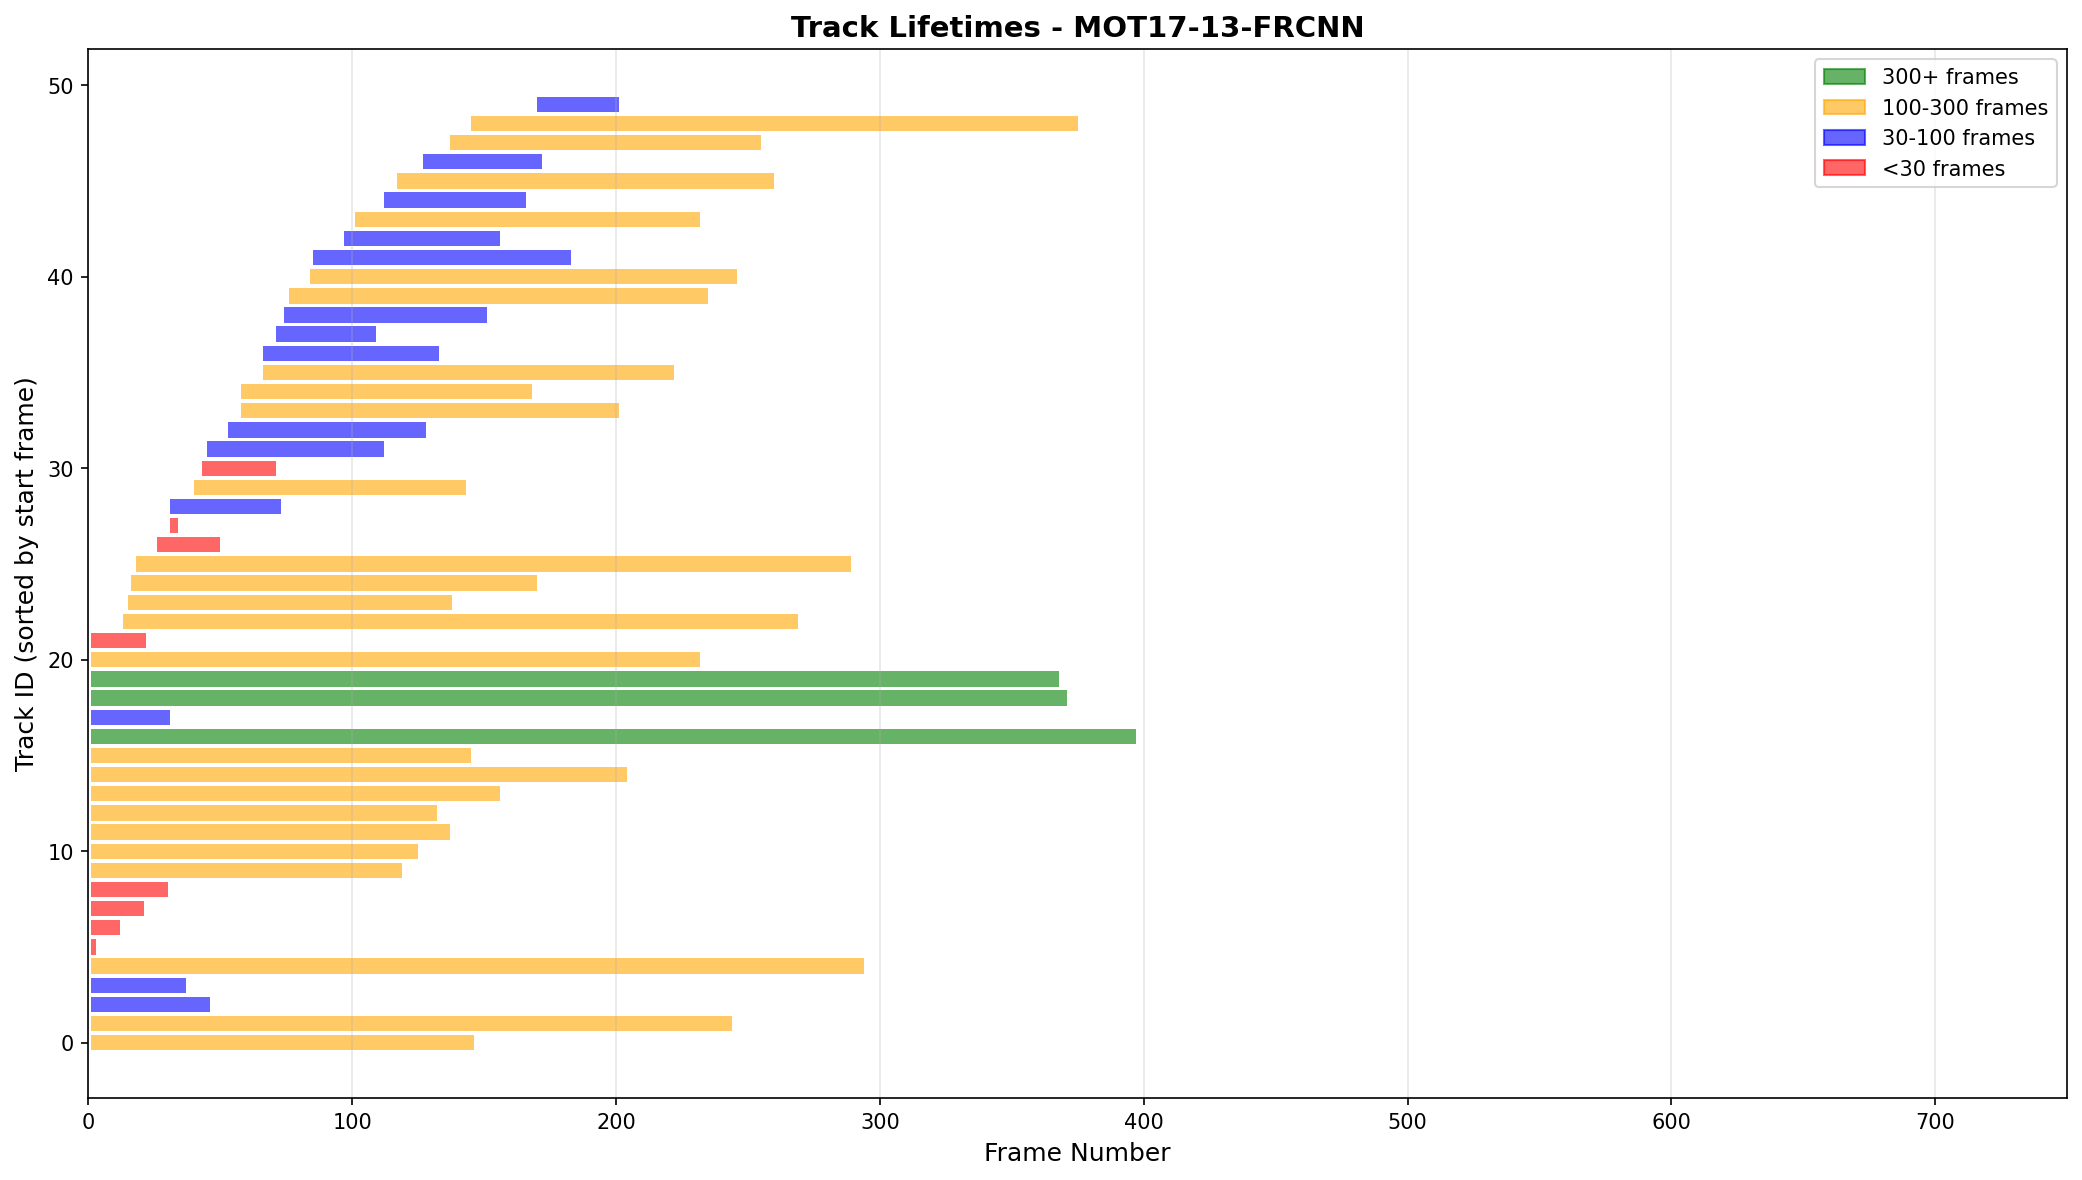 Track Lifetimes - MOT17-13-FRCNN
300+ frames
100-300 frames
30-100 frames
<30 frames
Track ID (sorted by start frame)
50
40
30
20
10
0
0 100 200 300 400 500 600 700
Frame Number